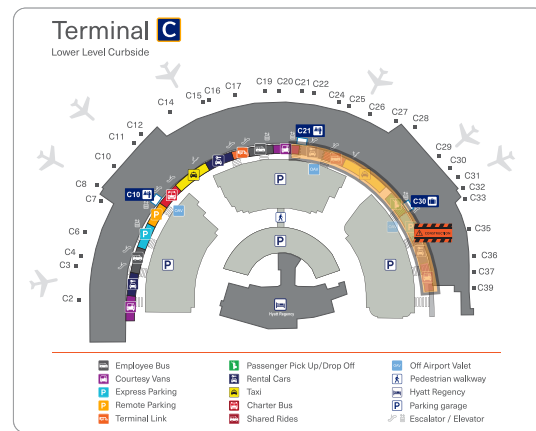 Terminal C
Lower Level Curbside
C19
C20
C21
C22
C17
C16
C15
C24
C25
C14
C26
C27
C28
C12
C11
C21
C10
C29
C30
C31
C8
C32
C7
C10
C30
C33
P
P
C6
C35
CONSTRUCTION
P
C4
C36
C3
P
P
C37
C2
C39
Hyatt Regency
Employee Bus
Passenger Pick Up/Drop Off
Off Airport Valet
Courtesy Vans
Rental Cars
Pedestrian walkway
Express Parking
Taxi
Hyatt Regency
Remote Parking
Charter Bus
P Parking garage
Terminal Link
Shared Rides
Escalator / Elevator